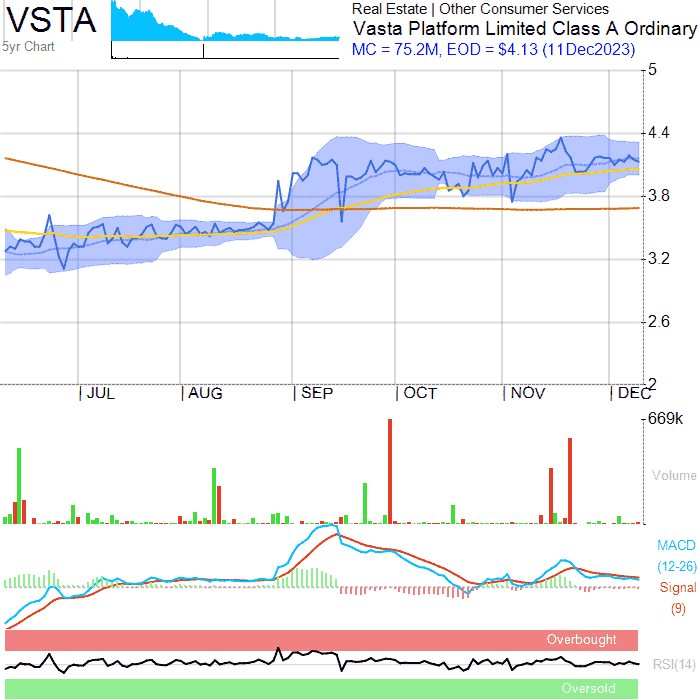 VSTA
5yr Chart
Real Estate | Other Consumer Services
Vasta Platform Limited Class A Ordinary
MC = 75.2M, EOD = $4.13 (11Dec2023)
5
4.4
3.8
3.2
2.6
2
JUL AUG SEP OCT NOV DEC
669k
Volume
MACD
(12-26)
Signal
(9)
Overbought
RSI(14)
Oversold